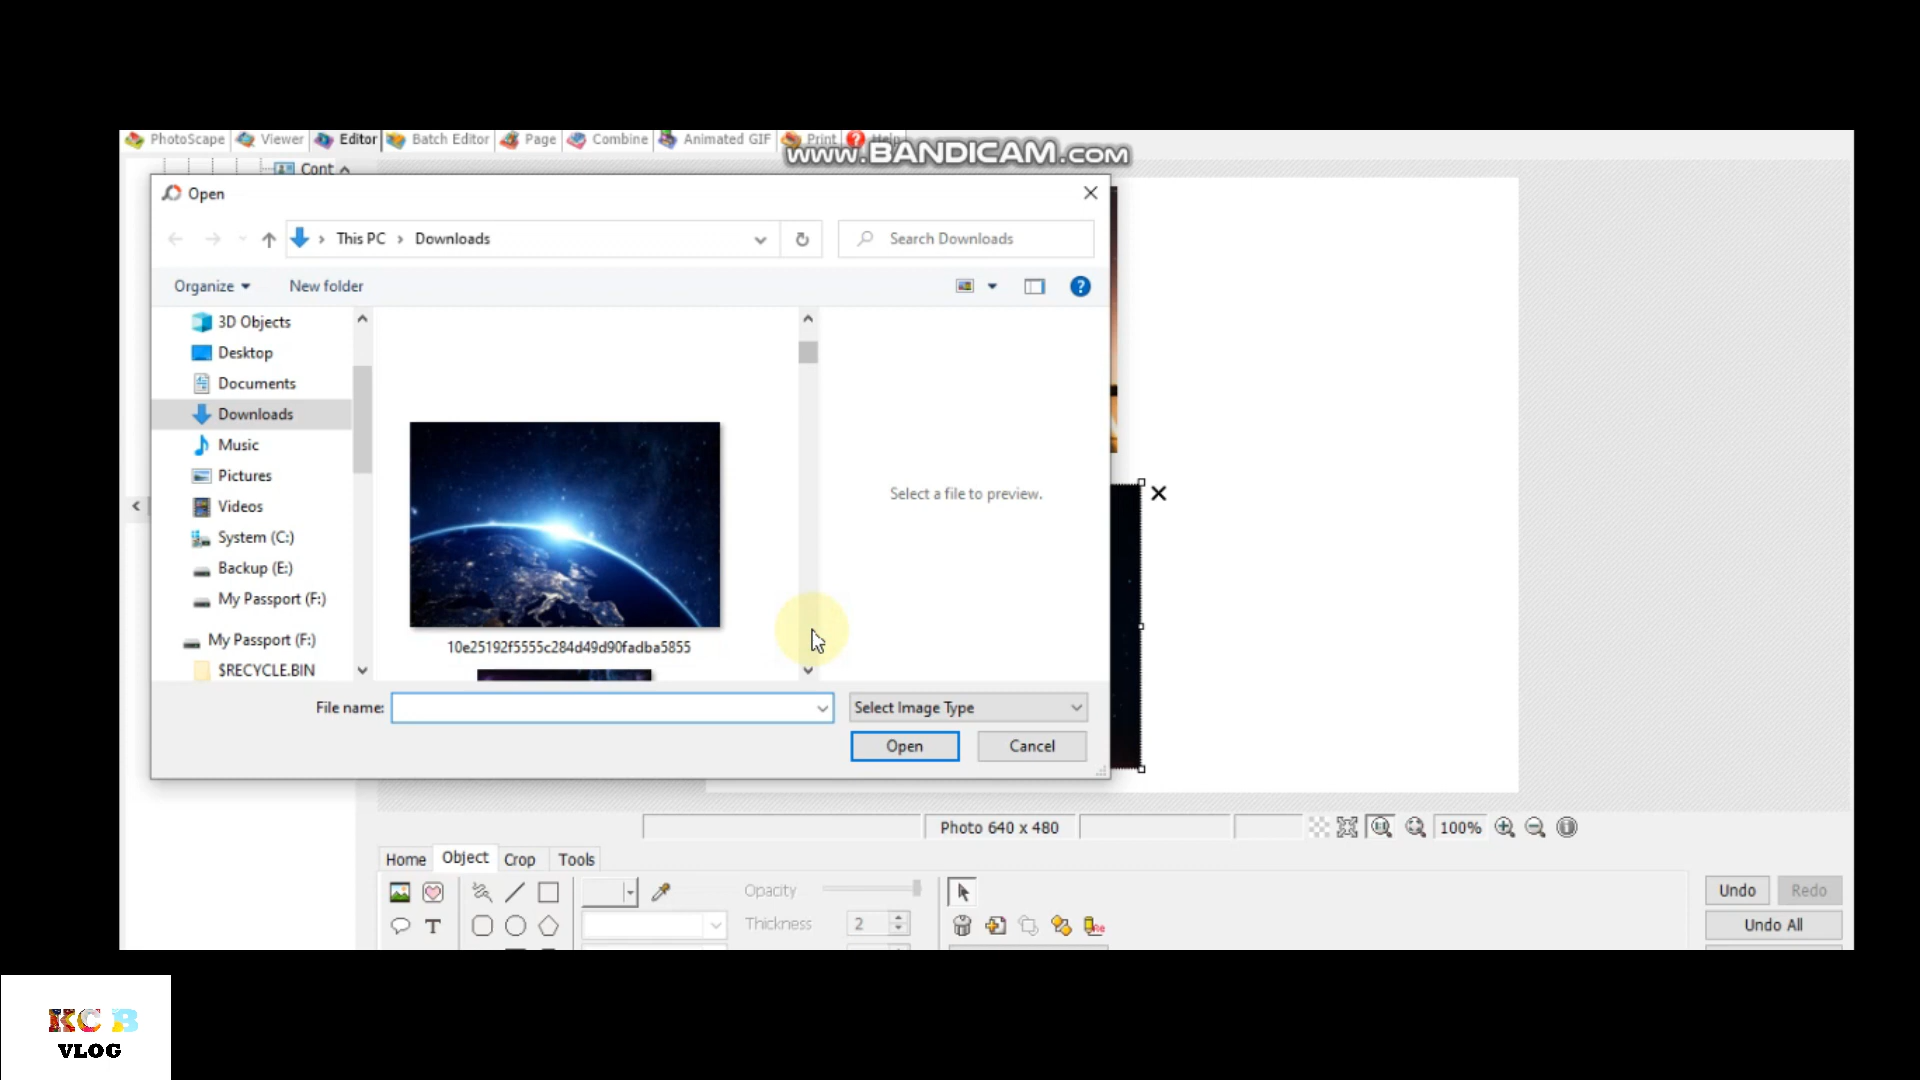 PhotoScape Viewer Editor Batch Editor Page Combine Animated GIF Print Help
www.BANDICAM.com
Cont
Open
This PC > Downloads
Search Downloads
Organize
New folder
3D Objects
Desktop
Documents
Downloads
Music
Pictures
Videos
System (C:)
Backup (E:)
My Passport (F:)
My Passport (F:)
$RECYCLE.BIN
10e25192f5555c284d49d90fadba5855
Select a file to preview.
File name:
Select Image Type
Open
Cancel
Photo 640 x 480
100%
Home Object Crop Tools
Opacity
Thickness 2
Undo Redo
Undo All
KC B
VLOG